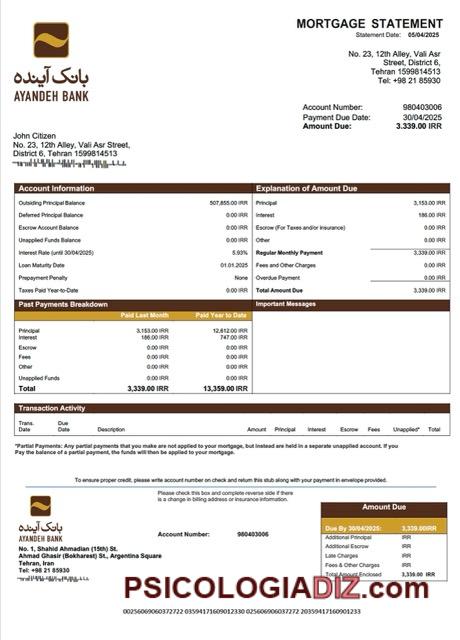 بانک آینده
AYANDEH BANK
MORTGAGE STATEMENT
Statement Date: 05/04/2025
No. 23, 12th Alley, Vali Asr
Street, District 6,
Tehran 1599814513
Tel: +98 21 85930
Account Number: 980403006
Payment Due Date: 30/04/2025
Amount Due: 3.339.00 IRR
John Citizen
No. 23, 12th Alley, Vali Asr Street,
District 6, Tehran 1599814513
Account Information
Outsiding Principal Balance 507,855.00 IRR
Deferred Principal Balance 0.00 IRR
Escrow Account Balance 0.00 IRR
Unapplied Funds Balance 0.00 IRR
Interest Rate (until 30/04/2025) 5.93%
Loan Maturity Date 01.01.2025
Prepayment Penalty None
Taxes Paid Year-to-Date 0.00 IRR
Explanation of Amount Due
Principal 3,153.00 IRR
Interest 186.00 IRR
Escrow (For Taxes and/or Insurance) 0.00 IRR
Other 0.00 IRR
Regular Monthly Payment 3,339.00 IRR
Fees and Other Charges 0.00 IRR
Overdue Payment 0.00 IRR
Total Amount Due 3,339.00 IRR
Past Payments Breakdown
Paid Last Month Paid Year to Date
Principal 3,153.00 IRR 12,612.00 IRR
Interest 186.00 IRR 747.00 IRR
Escrow 0.00 IRR 0.00 IRR
Fees 0.00 IRR 0.00 IRR
Other 0.00 IRR 0.00 IRR
Unapplied Funds 0.00 IRR 0.00 IRR
Total 3,339.00 IRR 13,359.00 IRR
Important Messages
Transaction Activity
Trans. Date Due Date Description Amount Principal Interest Escrow Fees Unapplied* Total
*Partial Payments: Any partial payments that you make are not applied to your mortgage, but instead are held in a separate unapplied account. If you
Pay the balance of a partial payment, the funds will then be applied to your mortgage.
To ensure proper credit, please write account number on check and return this stub along with your payment in envelope provided.
Please check this box and complete reverse side if there
is a change in billing address or insurance information.
بانک آینده
AYANDEH BANK
No. 1, Shahid Ahmadian (15th) St.
Ahmad Ghasir (Bokharest) St., Argentina Square
Tehran, Iran
Tel: +98 21 85930
Account Number: 980403006
Amount Due
Due By 30/04/2025: 3,339.00IRR
Additional Principal IRR
Additional Escrow IRR
Late Charges IRR
Fees & Other Charges IRR
Total Amount Enclosed 3,339.00 IRR
PSICOLOGIADIZ.com
00256069060372722 03594171609012330 02560690603727​22 20359417160901233